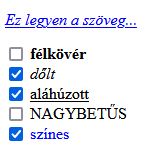 Ez legyen a szöveg...
félkövér
dőlt
aláhúzott
NAGYBETŰS
színes